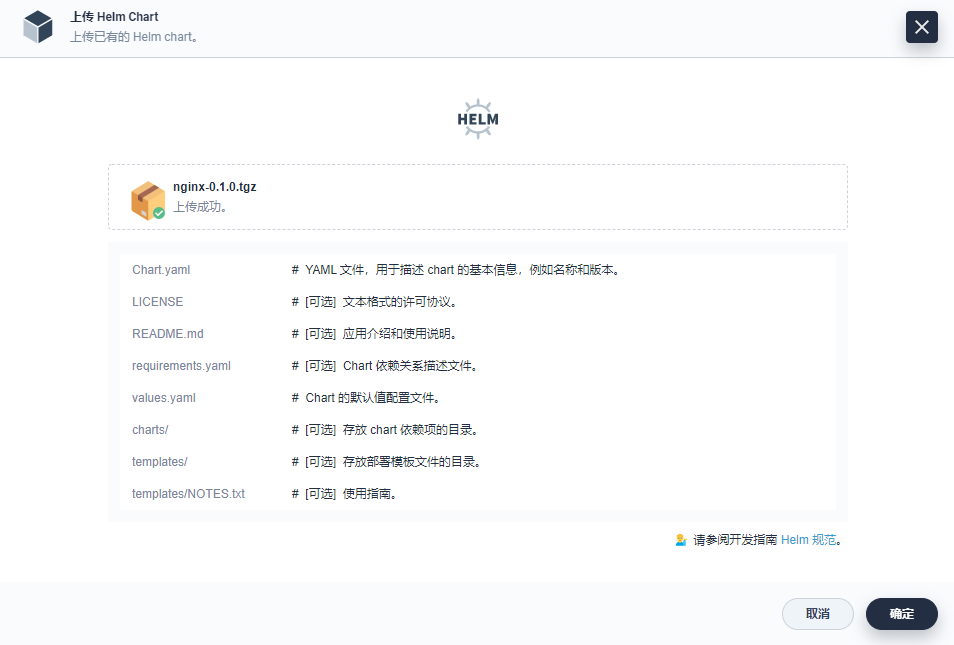 上传 Helm Chart
上传已有的 Helm chart。
HELM
nginx-0.1.0.tgz
上传成功。
Chart.yaml # YAML 文件，用于描述 chart 的基本信息，例如名称和版本。
LICENSE # [可选] 文本格式的许可协议。
README.md # [可选] 应用介绍和使用说明。
requirements.yaml # [可选] Chart 依赖关系描述文件。
values.yaml # Chart 的默认值配置文件。
charts/ # [可选] 存放 chart 依赖项的目录。
templates/ # [可选] 存放部署模板文件的目录。
templates/NOTES.txt # [可选] 使用指南。
请参阅开发指南 Helm 规范。
取消 确定